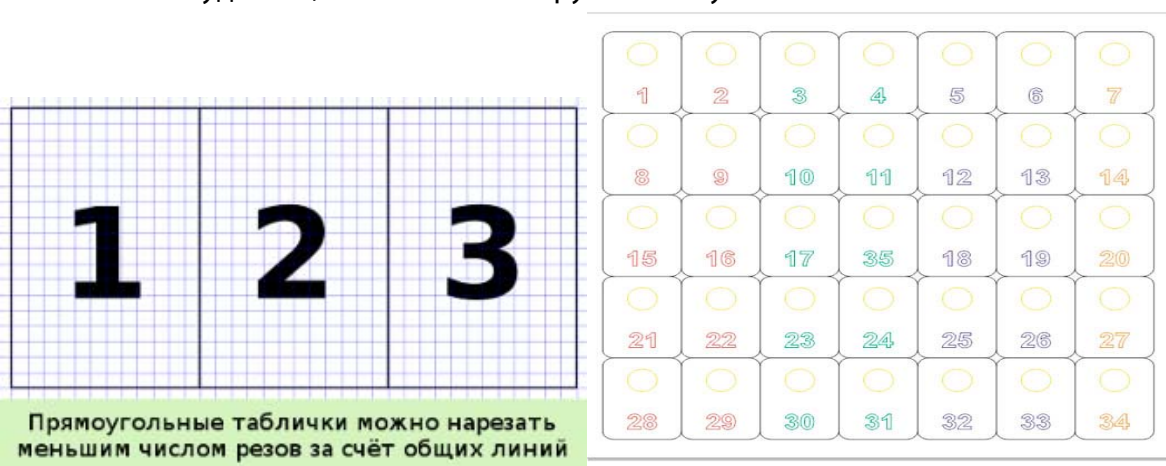 1 2 3
Прямоугольные таблички можно нарезать
меньшим числом резов за счёт общих линий
1 2 3 4 5 6 7
8 9 10 11 12 13 14
15 16 17 35 18 19 20
21 22 23 24 25 26 27
28 29 30 31 32 33 34